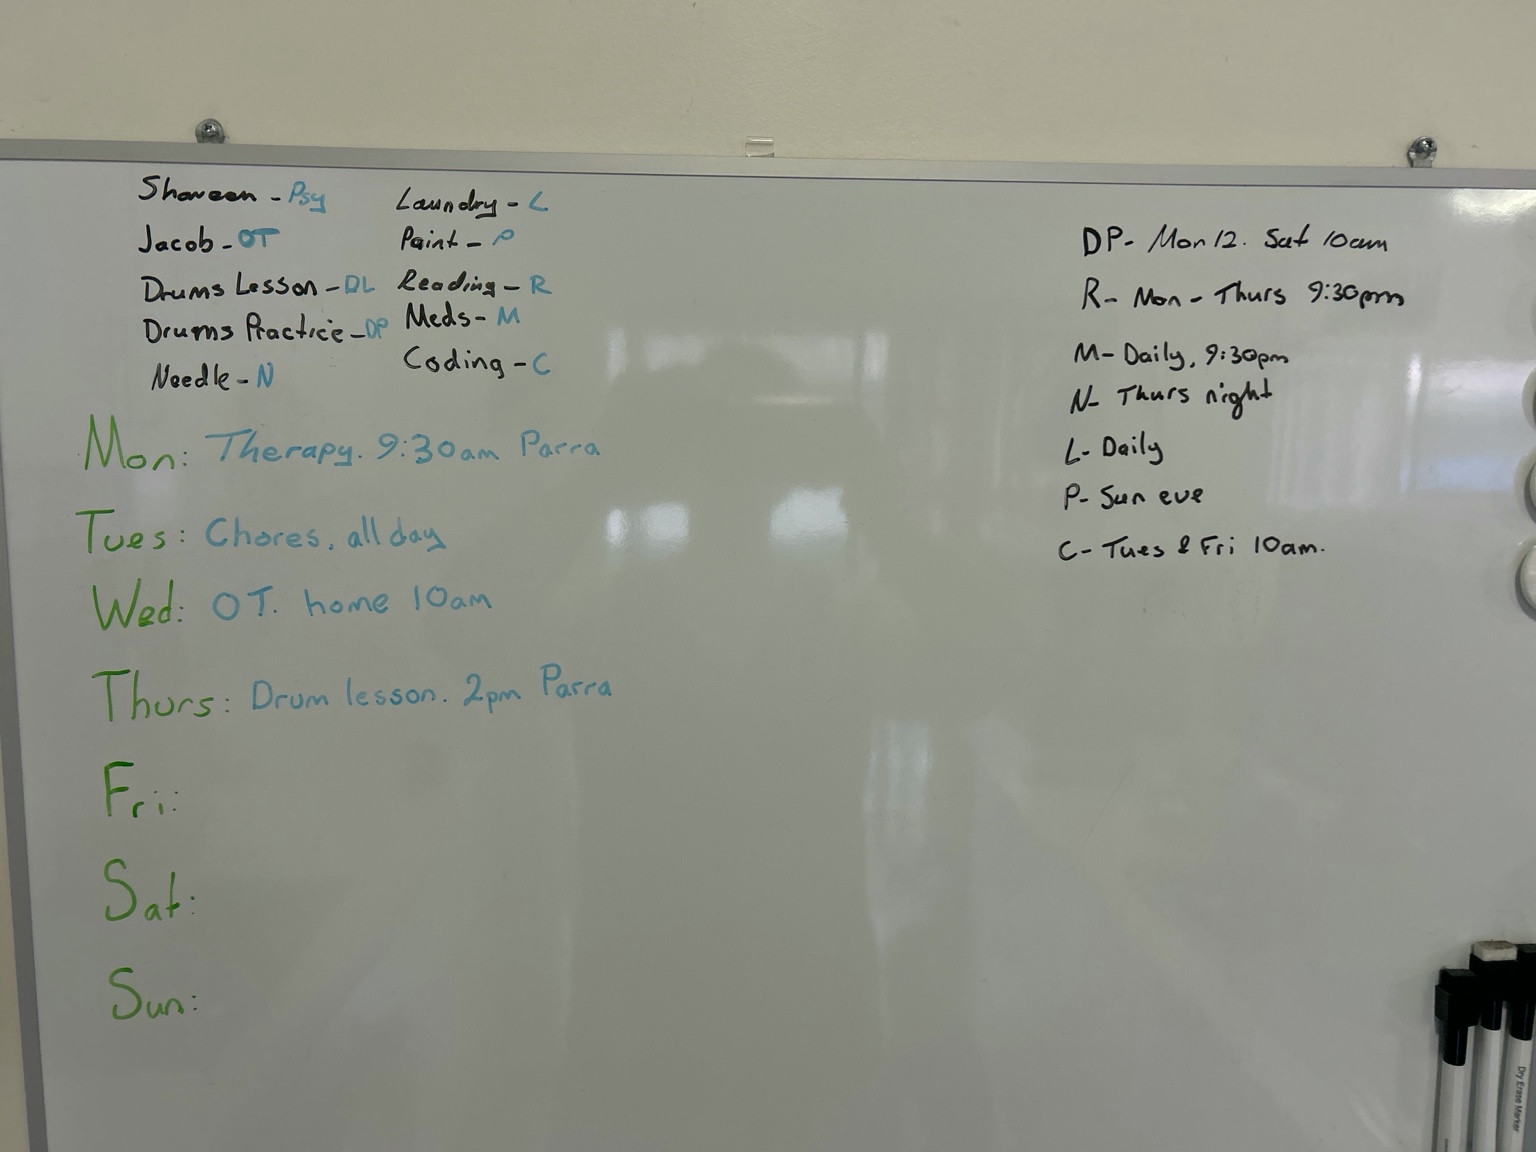 Shaveen - Psy
Jacob - OT
Drums Lesson - DL
Drums Practice - DP
Needle - N
Laundry - L
Paint - P
Reading - R
Meds - M
Coding - C
DP- Mon 12. Sat 10am
R- Mon - Thurs 9:30pm
M- Daily, 9:30pm
N- Thurs night
L- Daily
P- Sun eve
C- Tues & Fri 10am.
Mon: Therapy. 9:30am Parra
Tues: Chores, all day
Wed: OT. home 10am
Thurs: Drum lesson. 2pm Parra
Fri:
Sat:
Sun:
Dry Erase Marker